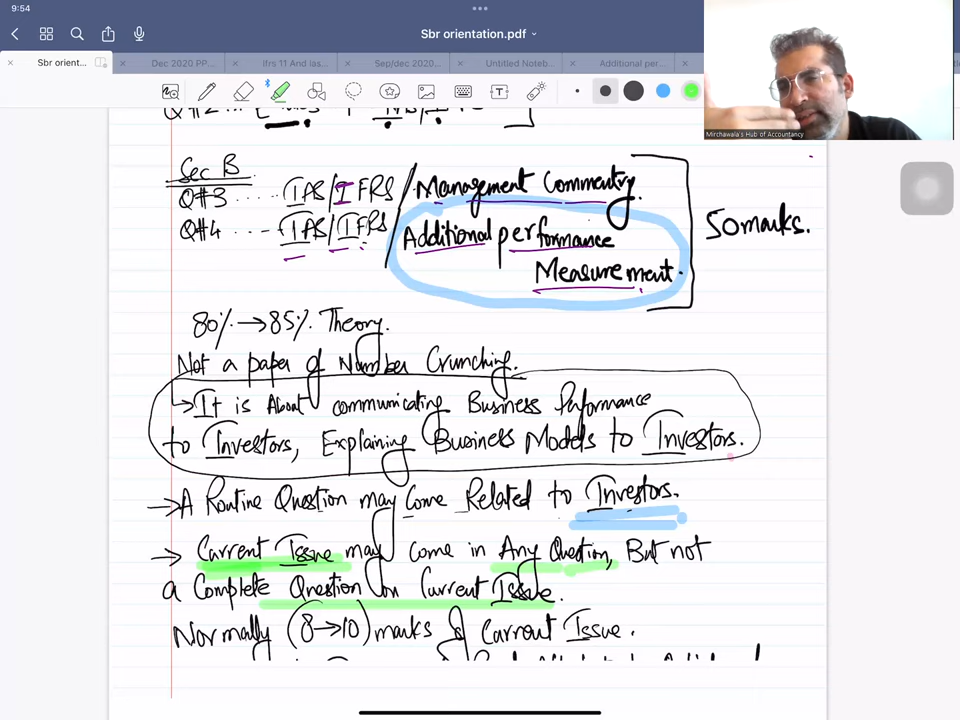 9:54
Sbr orientation.pdf
Sbr orient...
Dec 2020 PP...
ifrs 11 And ias...
Sep/dec 2020...
Untitled Noteb...
Additional per...
Mirchawala's Hub of Accountancy
Sec B
Q#3 .... IAS/IFRS / Management Commentry.
Q#4 .... IAS/IFRS Additional performance
Measurement.
50marks.
80% → 85% Theory.
Not a paper of Number Crunching.
↳ It is About communicating Business Performance
to Investors, Explaining Business Models to Investors.
→ A Routine Question may Come Related to Investors.
→ Current Issue may come in Any Question, But not
a Complete Question on Current Issue.
Normally (8→10) marks of Current Issue.